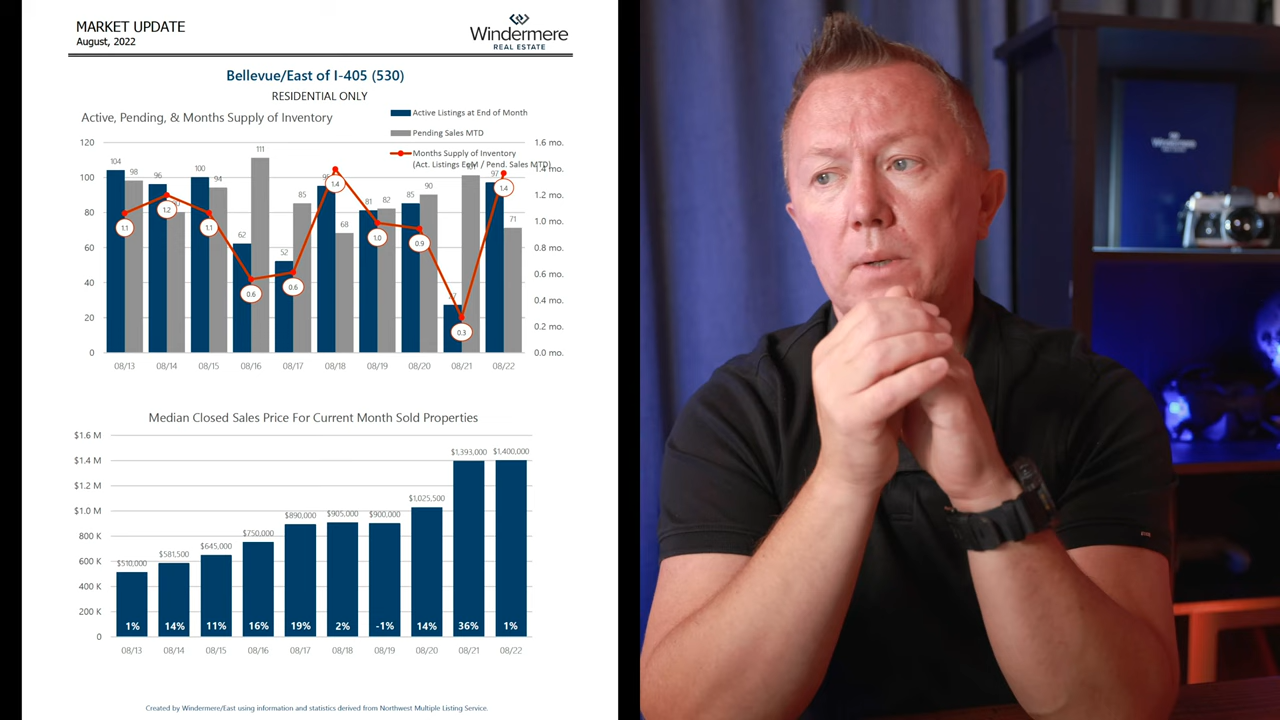 MARKET UPDATE
August, 2022
Windermere
REAL ESTATE
Bellevue/East of I-405 (530)
RESIDENTIAL ONLY
Active, Pending, & Months Supply of Inventory
Active Listings at End of Month
Pending Sales MTD
Months Supply of Inventory
(Act. Listings EoM / Pend. Sales MTD)
120 1.6 mo.
100 1.4 mo.
80 1.2 mo.
60 1.0 mo.
40 0.8 mo.
20 0.6 mo.
0 0.4 mo.
0.2 mo.
0.0 mo.
104 98 96 100 94 62 111 52 85 68 81 82 85 90 97 71
1.1 1.2 1.1 0.6 0.6 1.4 1.0 0.9 0.3 1.4
08/13 08/14 08/15 08/16 08/17 08/18 08/19 08/20 08/21 08/22
Median Closed Sales Price For Current Month Sold Properties
$1.6 M
$1.4 M
$1.2 M
$1.0 M
800 K
600 K
400 K
200 K
0
$510,000 $581,500 $645,000 $750,000 $890,000 $905,000 $900,000 $1,025,500 $1,393,000 $1,400,000
1% 14% 11% 16% 19% 2% -1% 14% 36% 1%
08/13 08/14 08/15 08/16 08/17 08/18 08/19 08/20 08/21 08/22
Created by Windermere/East using information and statistics derived from Northwest Multiple Listing Service.